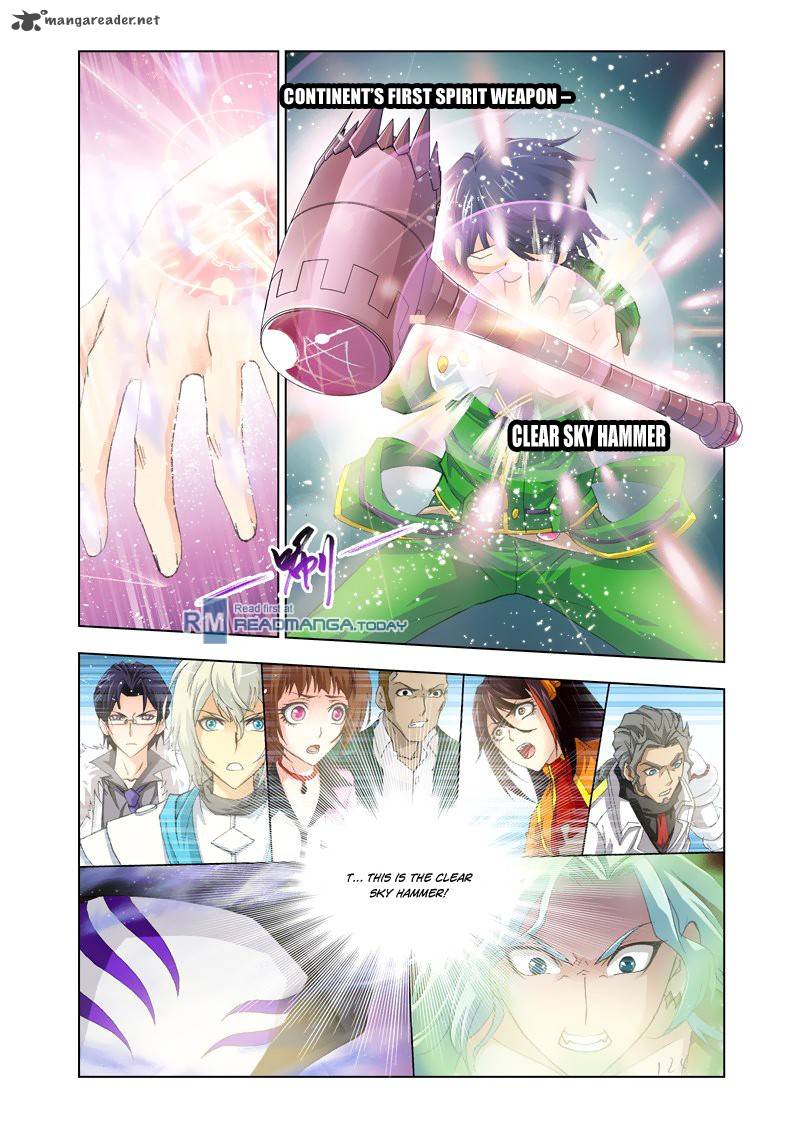 mangareader.net
CONTINENT'S FIRST SPIRIT WEAPON –
CLEAR SKY HAMMER
RM
Read first at
READMANGA.TODAY
T... THIS IS THE CLEAR
SKY HAMMER!